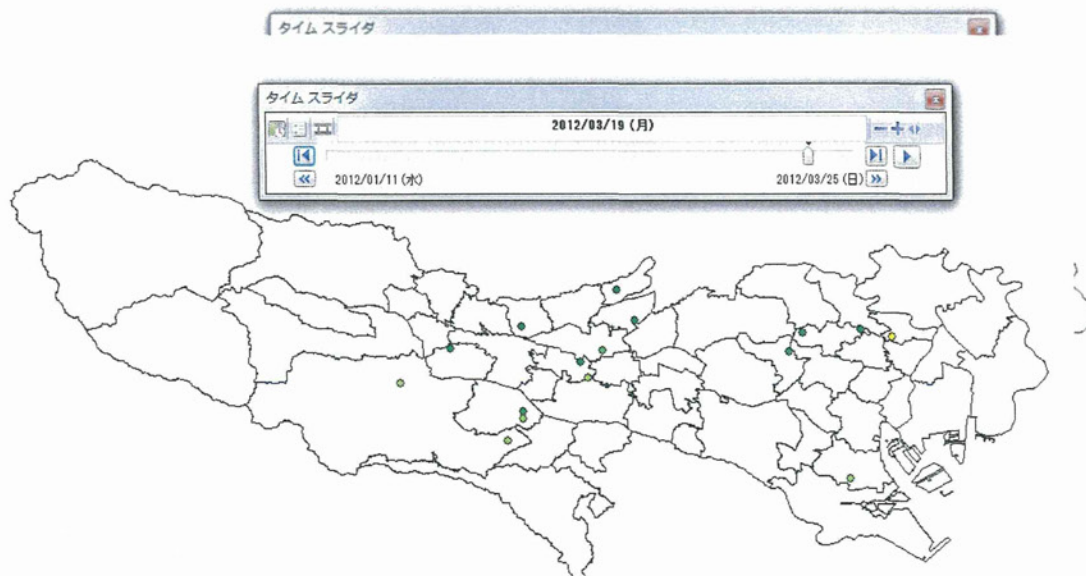 タイム スライダ
タイム スライダ
2012/03/19 (月)
2012/01/11 (水)
2012/03/25 (日)